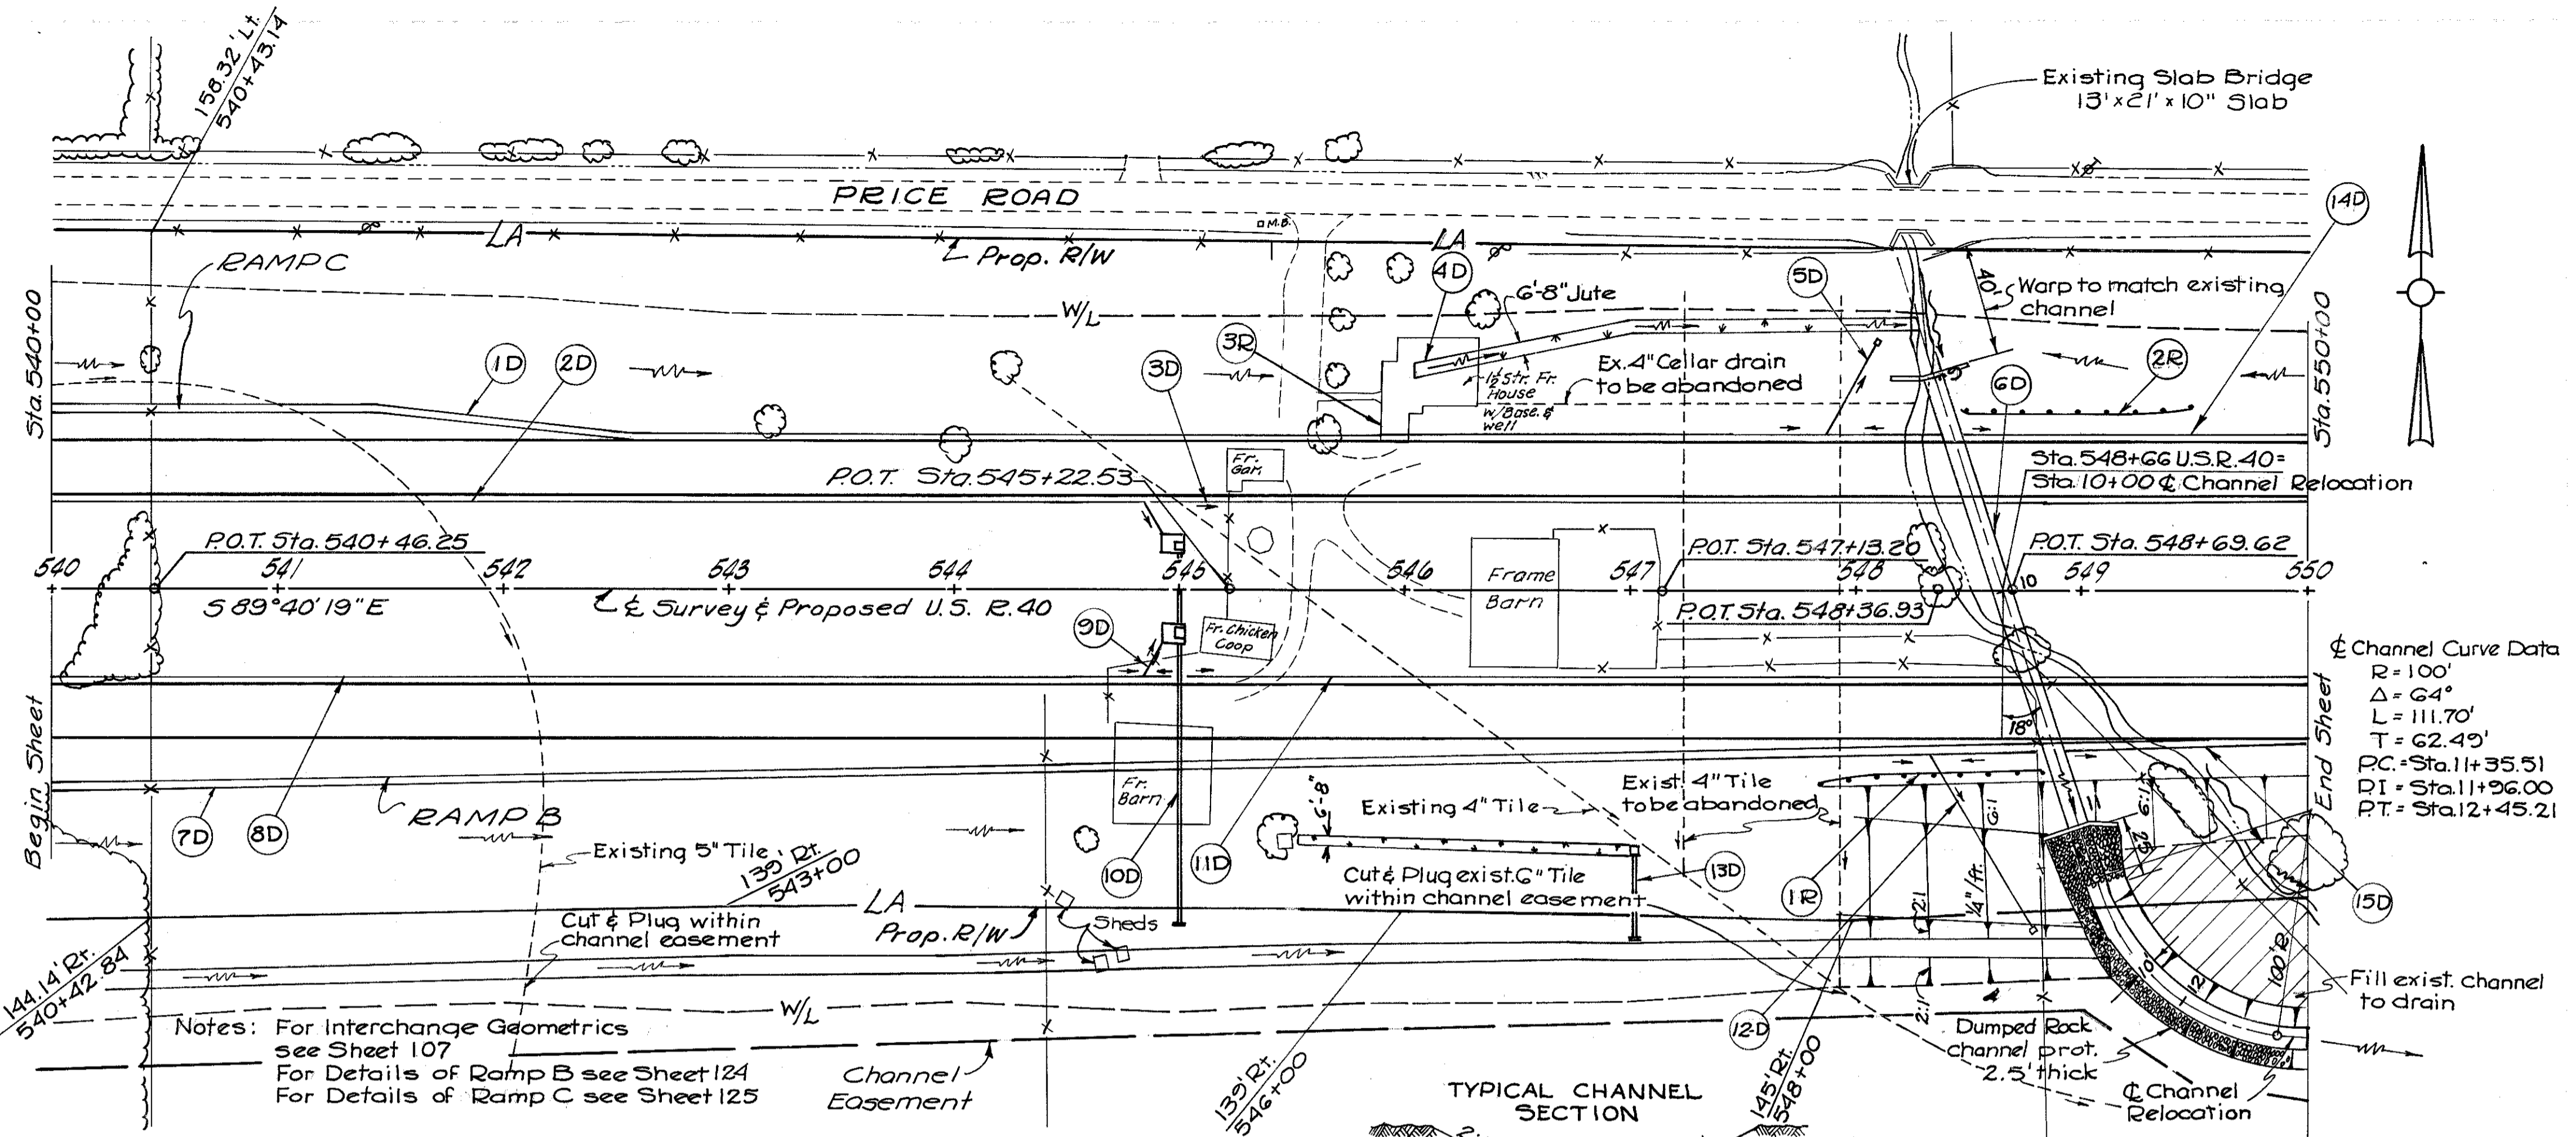 158.32' Lt.
540+43.14
Existing Slab Bridge
13'x21'x10" Slab
PRICE ROAD
M.B.
LA
LA
Prop. R/W
RAMP C
W/L
4D
6'-8" Jute
5D
40'
Warp to match existing
channel
14D
Sta. 540+00
1D
2D
3D
3R
Ex. 4" Cellar drain
to be abandoned
1½ Str. Fr.
House
w/Base. &
well
6D
2R
Sta. 550+00
P.O.T. Sta. 545+22.53
Fr.
Gar.
Sta. 548+66 U.S.R. 40=
Sta. 10+00 ℄ Channel Relocation
P.O.T. Sta. 540+46.25
P.O.T. Sta. 547+13.20
P.O.T. Sta. 548+69.62
540 541 542 543 544 545 546 547 548 549 550
Frame
Barn
10
S 89°40'19" E
℄ Survey & Proposed U.S. R. 40
P.O.T. Sta. 548+36.93
9D
Fr. Chicken
Coop
℄ Channel Curve Data
R = 100'
Δ = 64°
L = 111.70'
T = 62.49'
P.C. = Sta. 11+35.51
P.I = Sta. 11+96.00
P.T. = Sta. 12+45.21
18°
Begin Sheet
End Sheet
7D
8D
RAMP B
Fr.
Barn
10D
11D
6'-8"
Existing 4" Tile
Exist. 4" Tile
to be abandoned
6:1
11
6:1
25'
Existing 5" Tile
139' Rt.
543+00
Cut & Plug exist. 6" Tile
within channel easement
13D
1R
2:1
¼"/ft.
15D
LA
Prop. R/W
Sheds
Cut & Plug within
channel easement
144.14' Rt.
540+42.84
10'
12
100'R
Fill exist. channel
to drain
W/L
2:1
12D
Notes: For Interchange Geometrics
see Sheet 107
For Details of Ramp B see Sheet 124
For Details of Ramp C see Sheet 125
Channel
Easement
139' Rt.
546+00
145' Rt.
548+00
Dumped Rock
channel prot.
2.5' thick
℄ Channel
Relocation
TYPICAL CHANNEL
SECTION